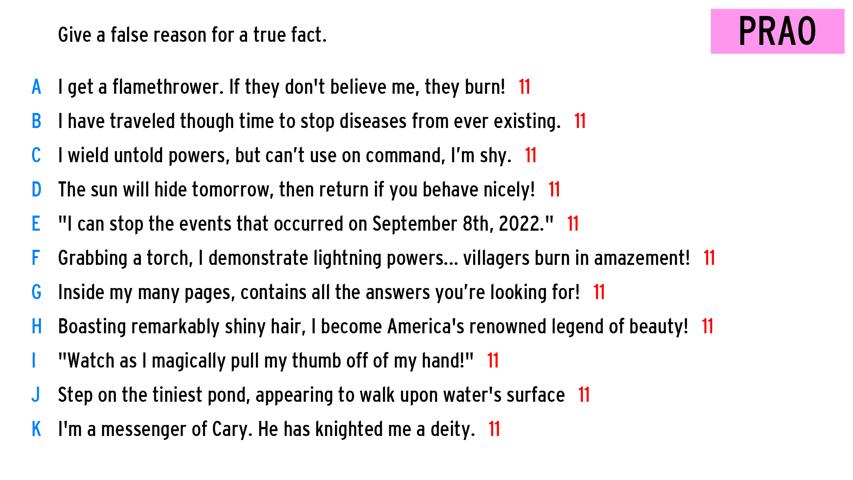 Give a false reason for a true fact.
PRAO
A I get a flamethrower. If they don't believe me, they burn! 11
B I have traveled though time to stop diseases from ever existing. 11
C I wield untold powers, but can't use on command, I'm shy. 11
D The sun will hide tomorrow, then return if you behave nicely! 11
E "I can stop the events that occurred on September 8th, 2022." 11
F Grabbing a torch, I demonstrate lightning powers... villagers burn in amazement! 11
G Inside my many pages, contains all the answers you're looking for! 11
H Boasting remarkably shiny hair, I become America's renowned legend of beauty! 11
I "Watch as I magically pull my thumb off of my hand!" 11
J Step on the tiniest pond, appearing to walk upon water's surface 11
K I'm a messenger of Cary. He has knighted me a deity. 11